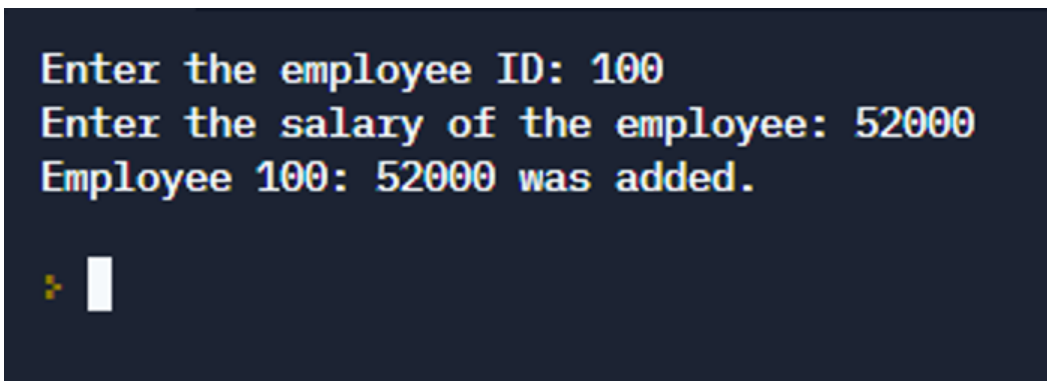 Enter the employee ID: 100
Enter the salary of the employee: 52000
Employee 100: 52000 was added.
>